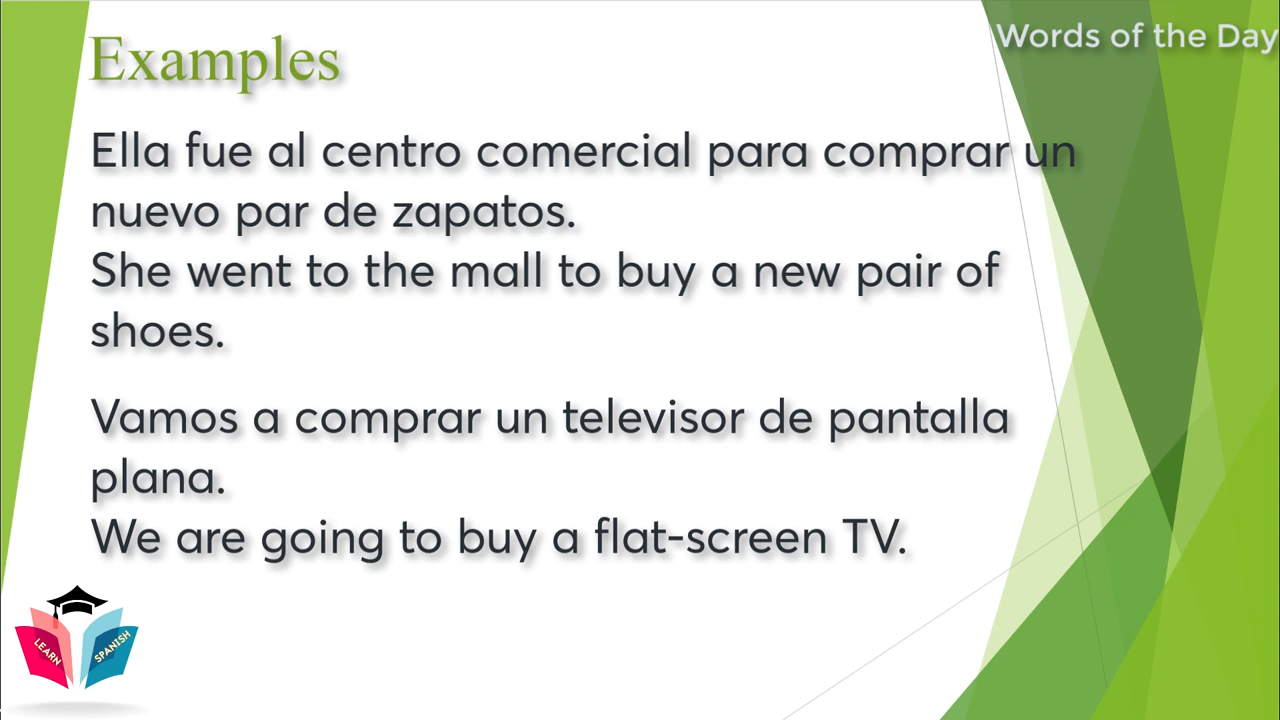 Words of the Day
Examples
Ella fue al centro comercial para comprar un
nuevo par de zapatos.
She went to the mall to buy a new pair of
shoes.
Vamos a comprar un televisor de pantalla
plana.
We are going to buy a flat-screen TV.
LEARN SPANISH